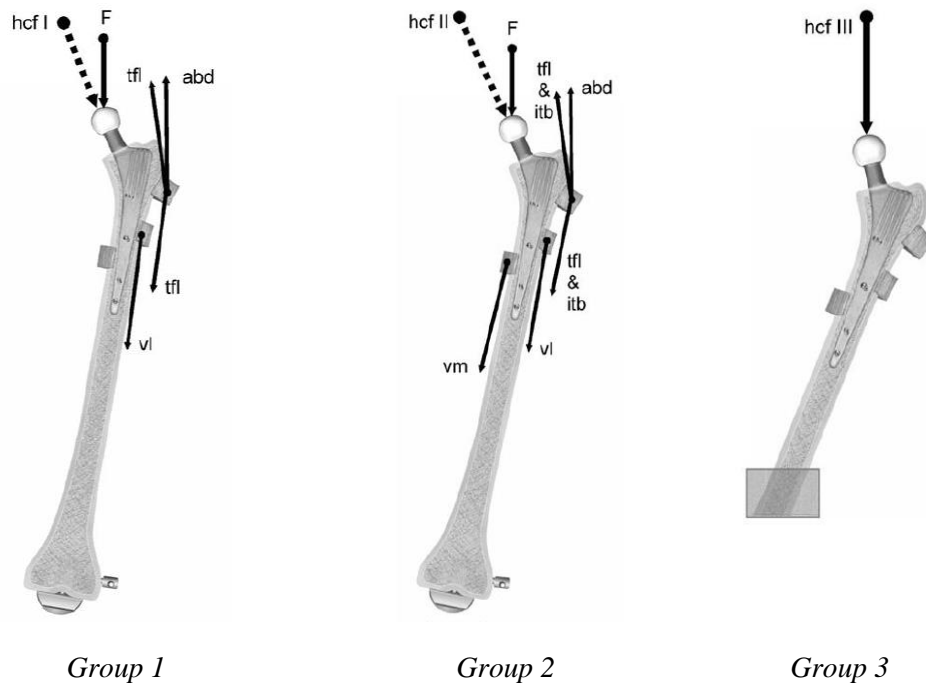 hcf I
F
tfl
abd
tfl
vl
hcf II
F
tfl
&
itb
abd
tfl
&
itb
vm
vl
hcf III
Group 1
Group 2
Group 3